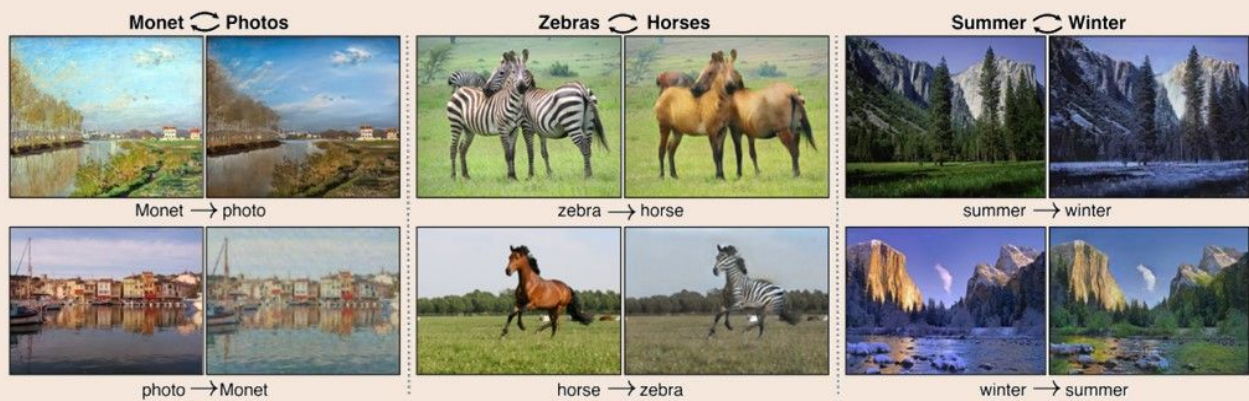 Monet ⟲ Photos
Monet → photo
photo → Monet
Zebras ⟲ Horses
zebra → horse
horse → zebra
Summer ⟲ Winter
summer → winter
winter → summer